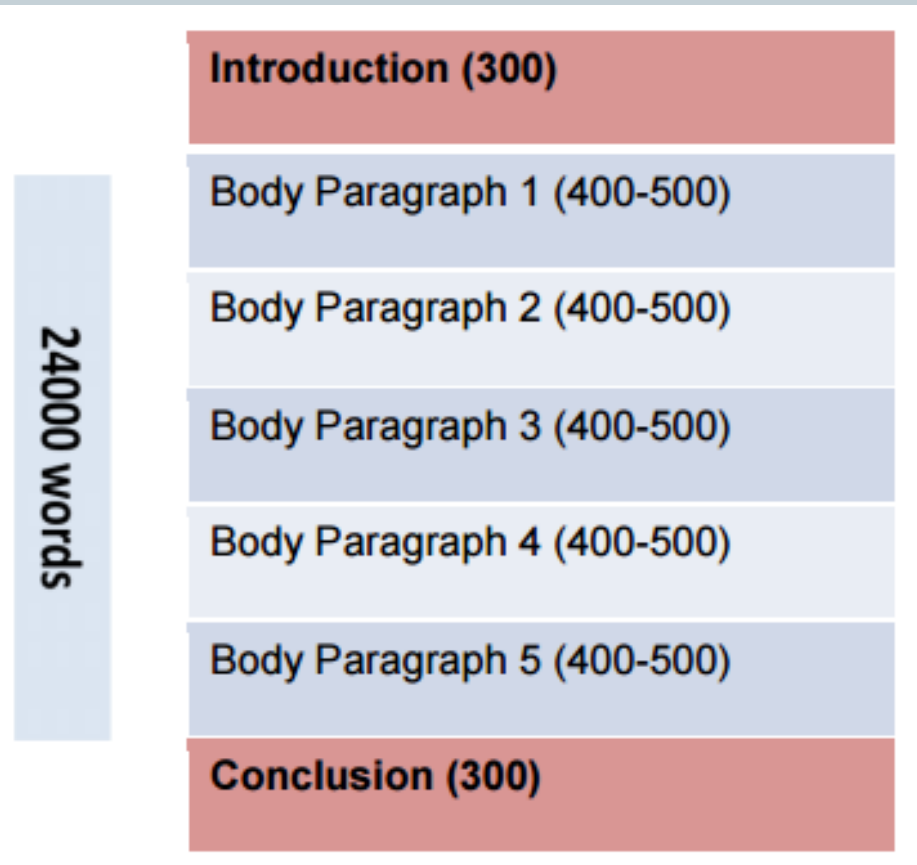 Introduction (300)
Body Paragraph 1 (400-500)
Body Paragraph 2 (400-500)
Body Paragraph 3 (400-500)
Body Paragraph 4 (400-500)
Body Paragraph 5 (400-500)
Conclusion (300)
24000 words